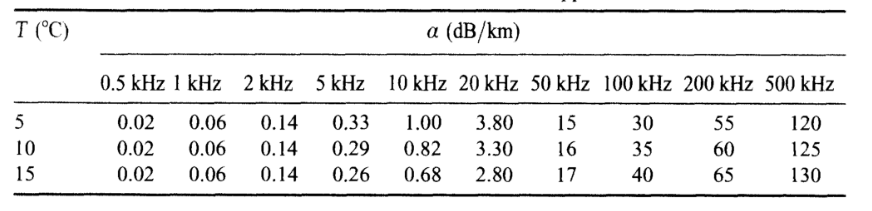 T (°C) α (dB/km)
0.5 kHz 1 kHz 2 kHz 5 kHz 10 kHz 20 kHz 50 kHz 100 kHz 200 kHz 500 kHz
5 0.02 0.06 0.14 0.33 1.00 3.80 15 30 55 120
10 0.02 0.06 0.14 0.29 0.82 3.30 16 35 60 125
15 0.02 0.06 0.14 0.26 0.68 2.80 17 40 65 130